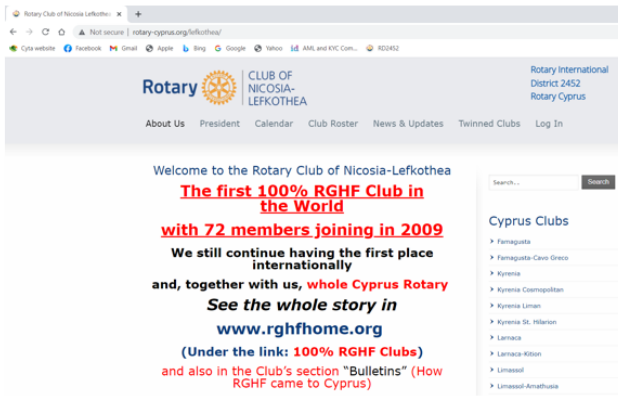 Rotary Club of Nicosia Lefkothea
Not secure | rotary-cyprus.org/lefkothea/
Cyta website Facebook Gmail Apple Bing Google Yahoo AML and KYC Com... RD2452
Rotary
CLUB OF
NICOSIA-
LEFKOTHEA
Rotary International
District 2452
Rotary Cyprus
About Us President Calendar Club Roster News & Updates Twinned Clubs Log In
Welcome to the Rotary Club of Nicosia-Lefkothea
The first 100% RGHF Club in
the World
with 72 members joining in 2009
We still continue having the first place
internationally
and, together with us, whole Cyprus Rotary
See the whole story in
www.rghfhome.org
(Under the link: 100% RGHF Clubs)
and also in the Club's section "Bulletins" (How
RGHF came to Cyprus)
Search... Search
Cyprus Clubs
Famagusta
Famagusta-Cavo Greco
Kyrenia
Kyrenia Cosmopolitan
Kyrenia Liman
Kyrenia St. Hilarion
Larnaca
Larnaca-Kition
Limassol
Limassol-Amathusia